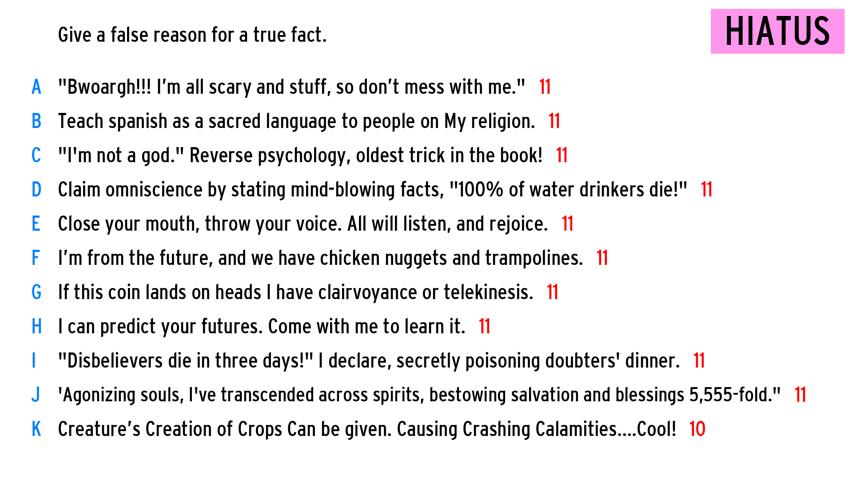 HIATUS
Give a false reason for a true fact.
A "Bwoargh!!! I'm all scary and stuff, so don't mess with me." 11
B Teach spanish as a sacred language to people on My religion. 11
C "I'm not a god." Reverse psychology, oldest trick in the book! 11
D Claim omniscience by stating mind-blowing facts, "100% of water drinkers die!" 11
E Close your mouth, throw your voice. All will listen, and rejoice. 11
F I'm from the future, and we have chicken nuggets and trampolines. 11
G If this coin lands on heads I have clairvoyance or telekinesis. 11
H I can predict your futures. Come with me to learn it. 11
I "Disbelievers die in three days!" I declare, secretly poisoning doubters' dinner. 11
J 'Agonizing souls, I've transcended across spirits, bestowing salvation and blessings 5,555-fold." 11
K Creature's Creation of Crops Can be given. Causing Crashing Calamities....Cool! 10